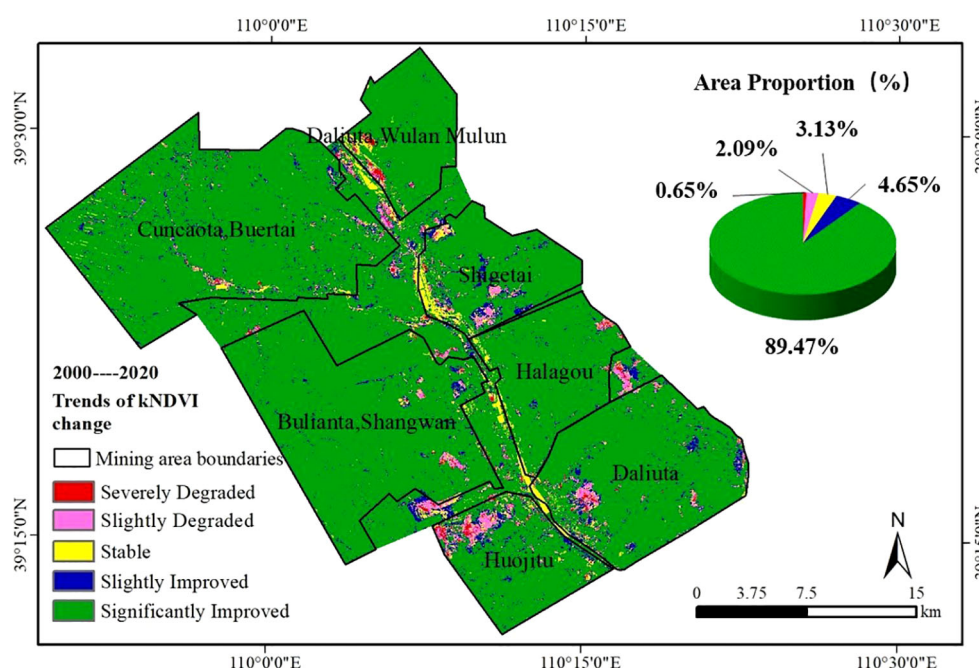 110°0'0"E
110°15'0"E
110°30'0"E
39°30'0"N
Area Proportion (%)
3.13%
2.09%
0.65%
4.65%
89.47%
Daliuta,Wulan Mulun
Cuncaota,Buertai
Shigetai
Halagou
Bulianta,Shangwan
Daliuta
Huojitu
2000----2020
Trends of kNDVI
change
Mining area boundaries
Severely Degraded
Slightly Degraded
Stable
Slightly Improved
Significantly Improved
39°15'0"N
N
0 3.75 7.5 15
km
110°0'0"E
110°15'0"E
110°30'0"E